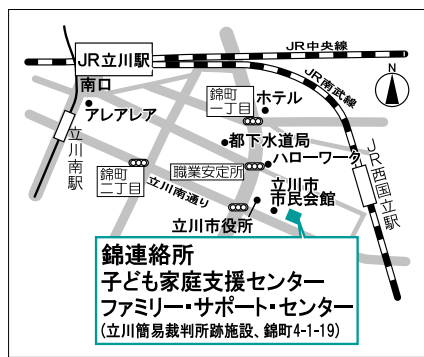 JR中央線
JR立川駅
JR南武線
N
南口
アレアレア
錦町
一丁目
ホテル
立川南駅
都下水道局
ハローワーク
職業安定所
錦町
二丁目
立川南通り
立川市
市民会館
JR西国立駅
立川市役所
錦連絡所
子ども家庭支援センター
ファミリー・サポート・センター
(立川簡易裁判所跡施設、錦町4-1-19)